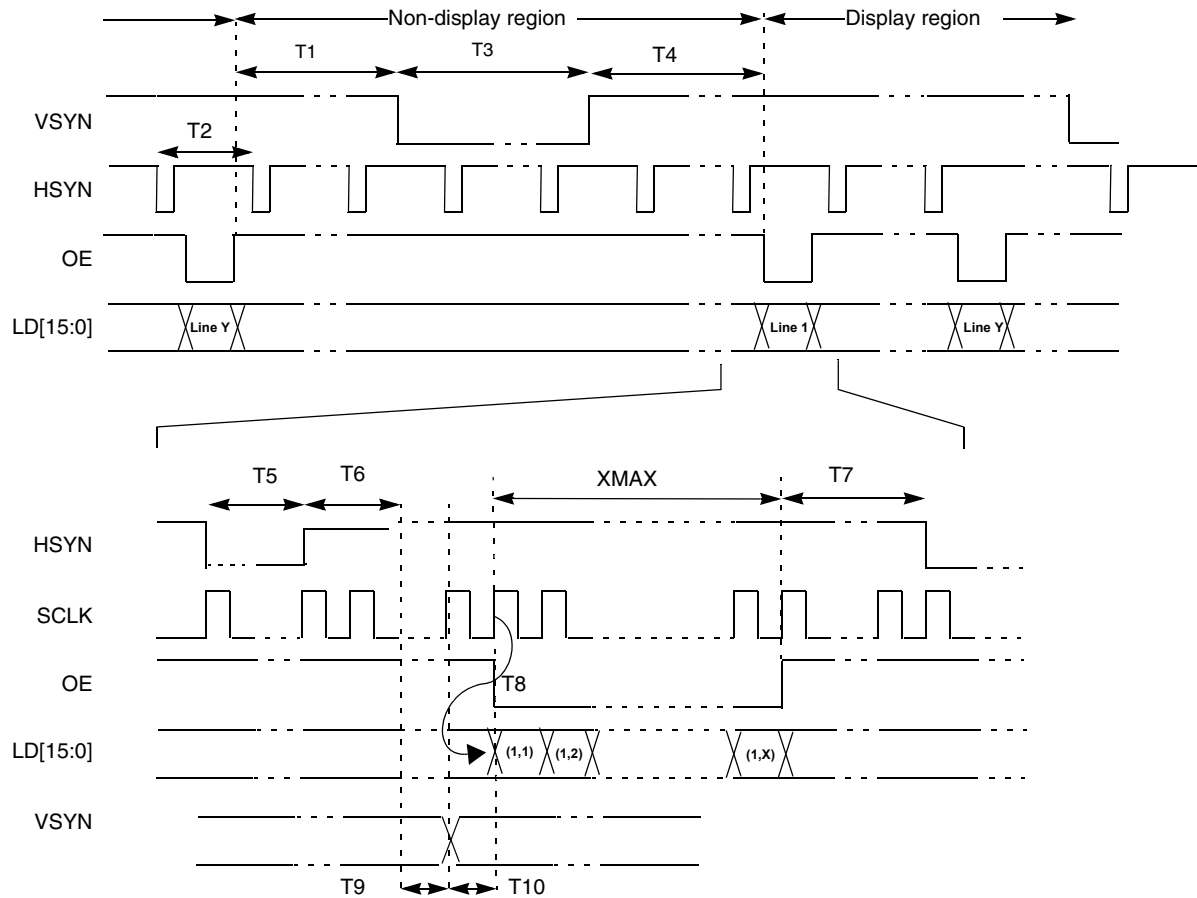 Non-display region
Display region
T1
T3
T4
VSYN
T2
HSYN
OE
LD[15:0]
Line Y
Line 1
Line Y
T5
T6
XMAX
T7
HSYN
SCLK
OE
T8
LD[15:0]
(1,1)
(1,2)
(1,X)
VSYN
T9
T10